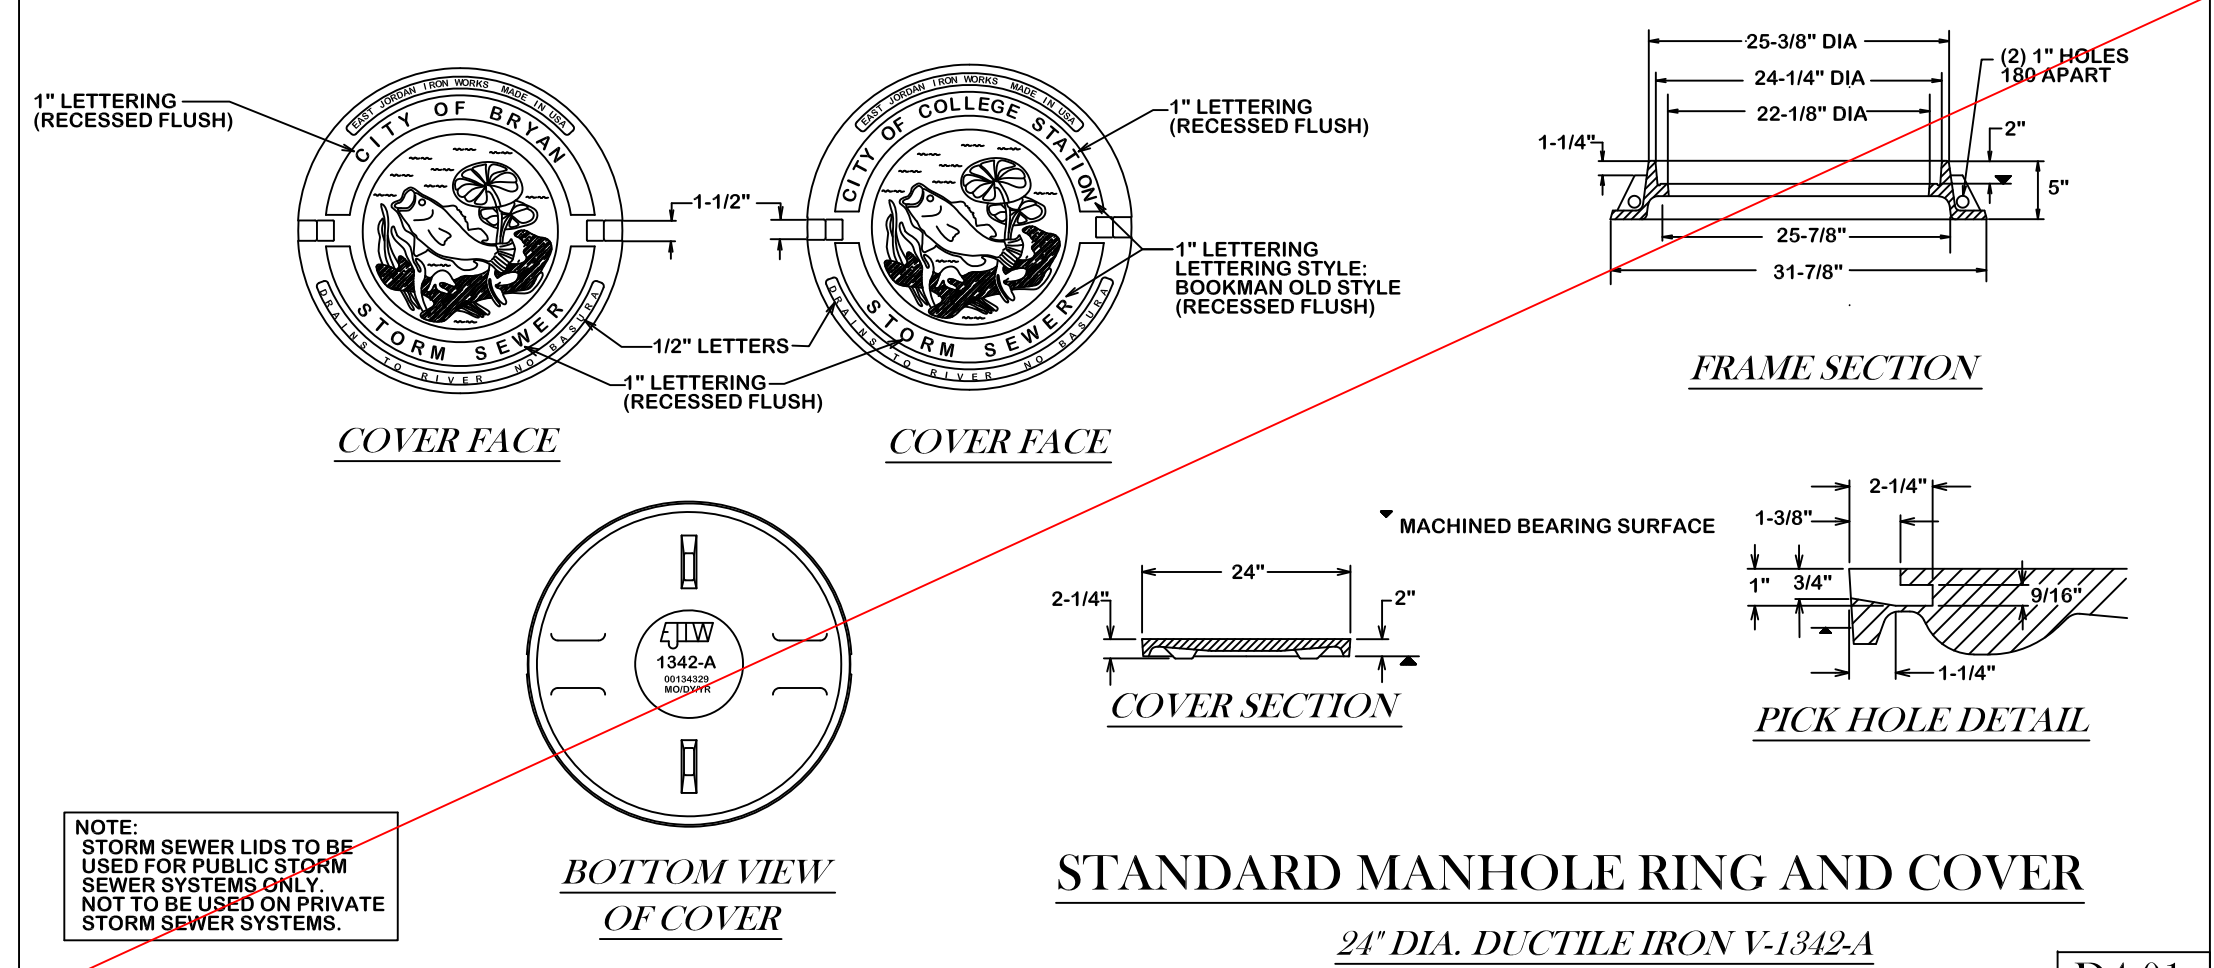 1" LETTERING
(RECESSED FLUSH)
EAST JORDAN IRON WORKS MADE IN USA
CITY OF BRYAN
STORM SEWER
DRAINS TO RIVER NO BASURA
1-1/2"
EAST JORDAN IRON WORKS MADE IN USA
CITY OF COLLEGE STATION
STORM SEWER
DRAINS TO RIVER NO BASURA
1" LETTERING
(RECESSED FLUSH)
1" LETTERING
LETTERING STYLE:
BOOKMAN OLD STYLE
(RECESSED FLUSH)
1/2" LETTERS
1" LETTERING
(RECESSED FLUSH)
COVER FACE
COVER FACE
25-3/8" DIA
24-1/4" DIA
22-1/8" DIA
(2) 1" HOLES
180 APART
1-1/4"
2"
5"
25-7/8"
31-7/8"
FRAME SECTION
1342-A
00134329
MO/DY/YR
BOTTOM VIEW
OF COVER
MACHINED BEARING SURFACE
24"
2-1/4"
2"
COVER SECTION
2-1/4"
1-3/8"
1"
3/4"
9/16"
1-1/4"
PICK HOLE DETAIL
NOTE:
STORM SEWER LIDS TO BE
USED FOR PUBLIC STORM
SEWER SYSTEMS ONLY.
NOT TO BE USED ON PRIVATE
STORM SEWER SYSTEMS.
STANDARD MANHOLE RING AND COVER
24" DIA. DUCTILE IRON V-1342-A